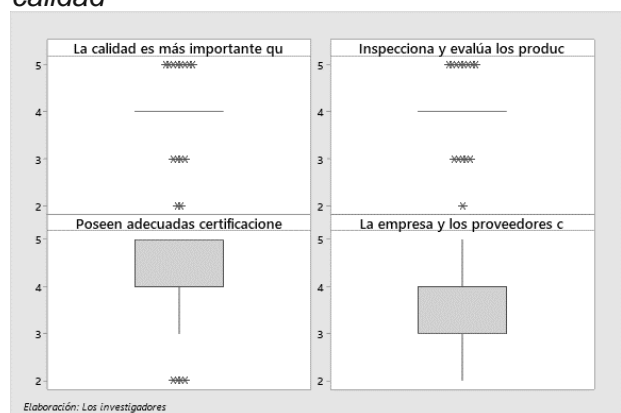 calidad
La calidad es más importante qu
Inspecciona y evalúa los produc
5
4
3
2
5
4
3
2
Poseen adecuadas certificacione
La empresa y los proveedores c
5
4
3
2
5
4
3
2
Elaboración: Los investigadores